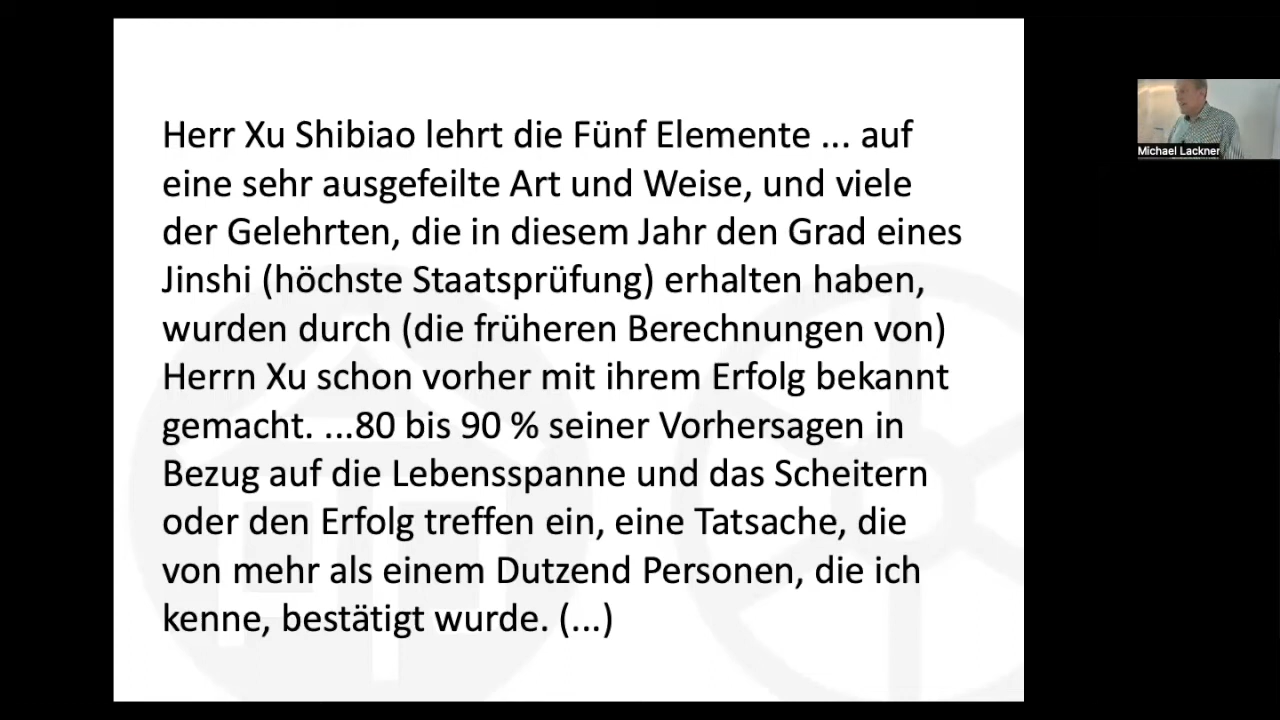 Herr Xu Shibiao lehrt die Fünf Elemente ... auf
eine sehr ausgefeilte Art und Weise, und viele
der Gelehrten, die in diesem Jahr den Grad eines
Jinshi (höchste Staatsprüfung) erhalten haben,
wurden durch (die früheren Berechnungen von)
Herrn Xu schon vorher mit ihrem Erfolg bekannt
gemacht. ...80 bis 90 % seiner Vorhersagen in
Bezug auf die Lebensspanne und das Scheitern
oder den Erfolg treffen ein, eine Tatsache, die
von mehr als einem Dutzend Personen, die ich
kenne, bestätigt wurde. (...)
Michael Lackner